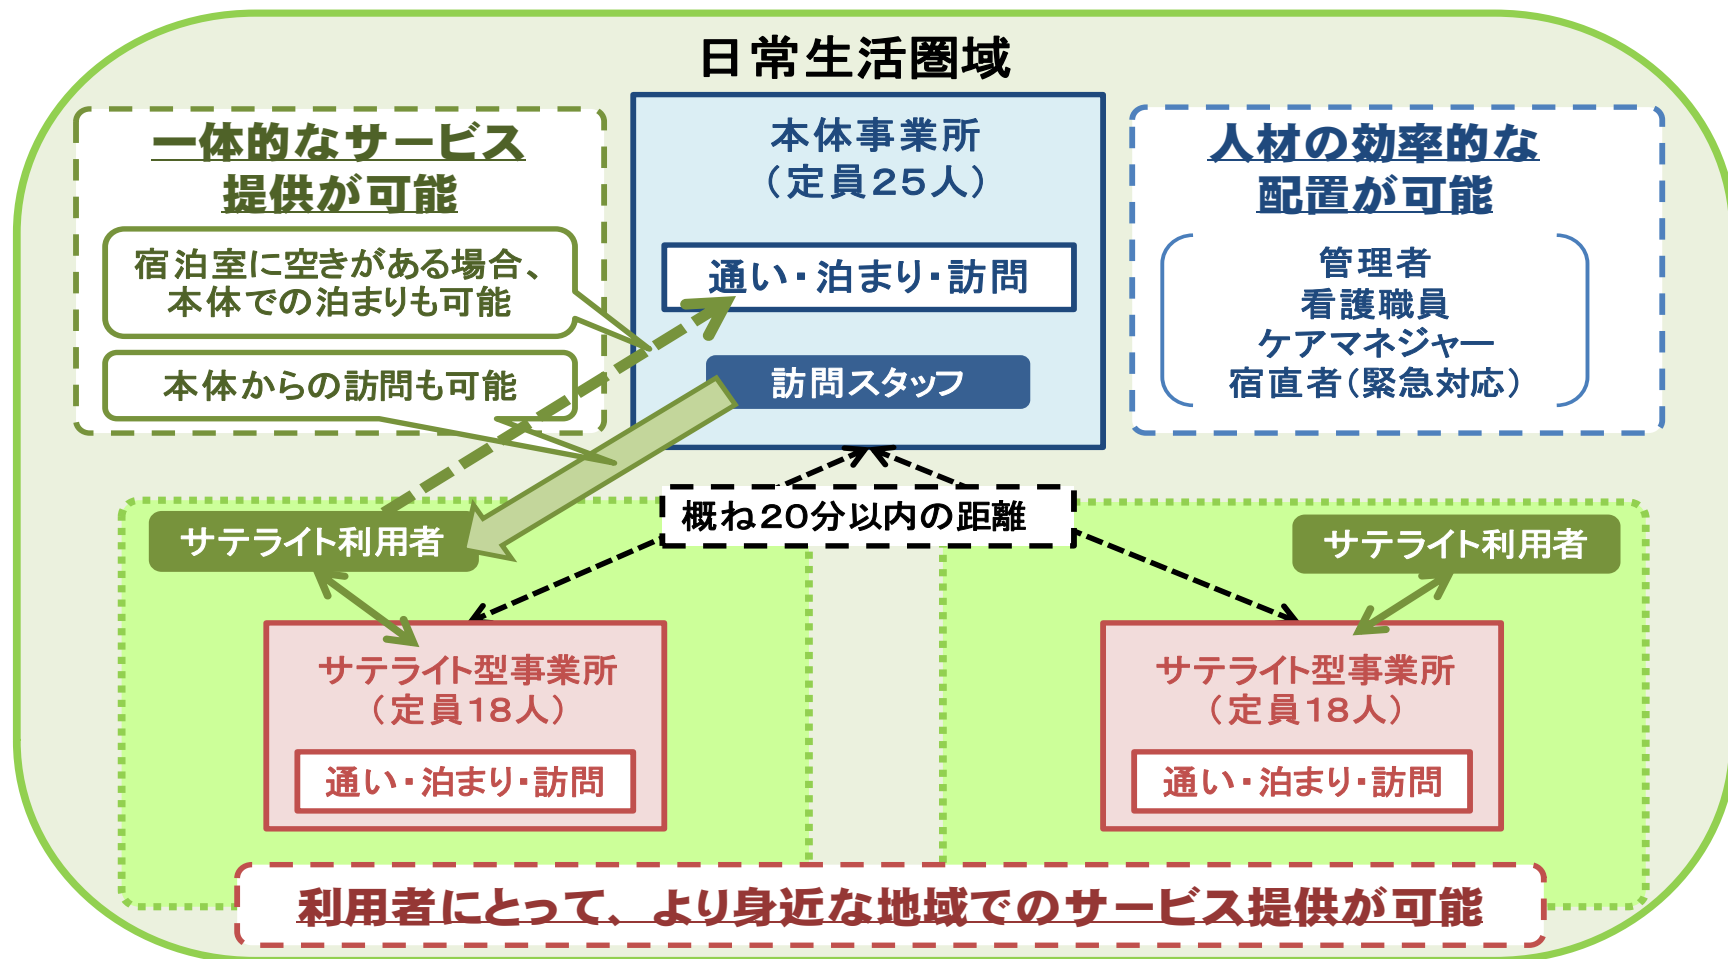 日常生活圏域
一体的なサービス
提供が可能
宿泊室に空きがある場合、
本体での泊まりも可能
本体からの訪問も可能
本体事業所
（定員２５人）
通い・泊まり・訪問
訪問スタッフ
人材の効率的な
配置が可能
管理者
看護職員
ケアマネジャー
宿直者（緊急対応）
概ね２０分以内の距離
サテライト利用者
サテライト型事業所
（定員１８人）
通い・泊まり・訪問
サテライト利用者
サテライト型事業所
（定員１８人）
通い・泊まり・訪問
利用者にとって、より身近な地域でのサービス提供が可能